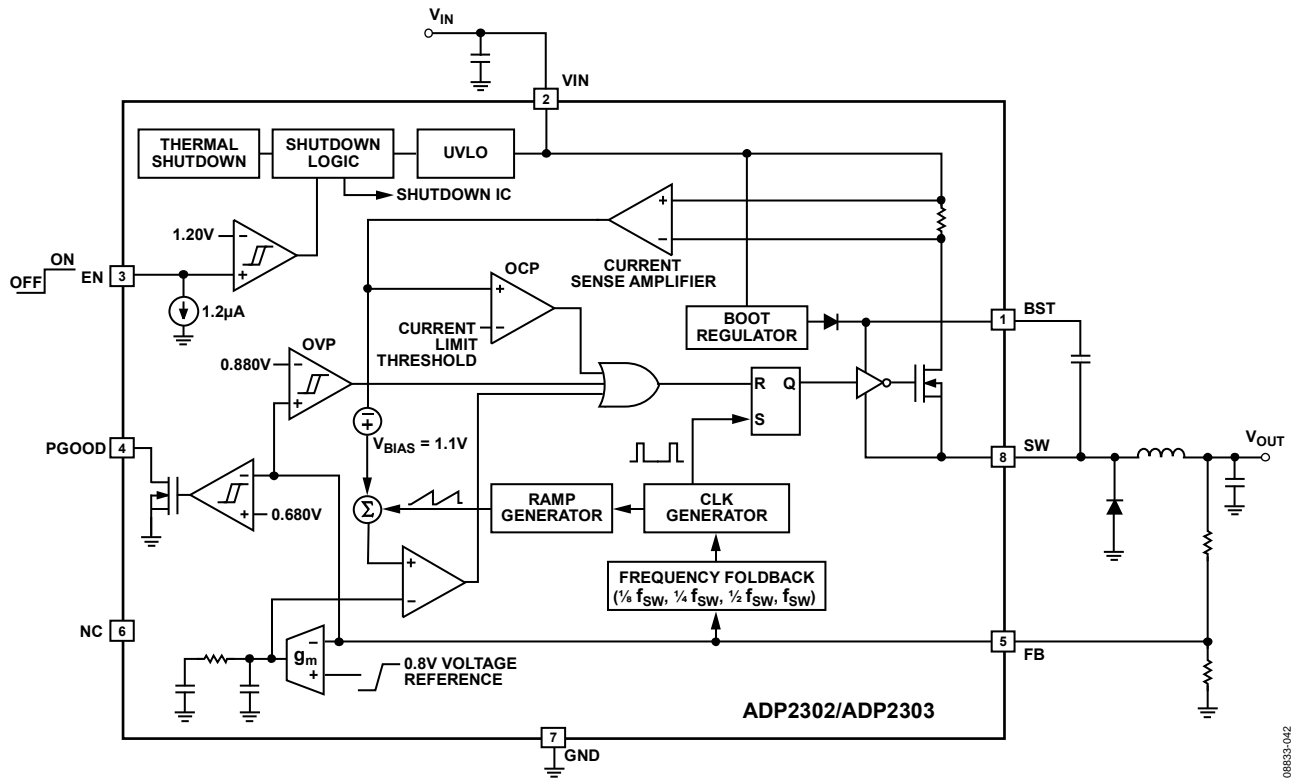 VIN
VIN
2
THERMAL
SHUTDOWN
SHUTDOWN
LOGIC
UVLO
SHUTDOWN IC
1.20V
ON
OFF
EN
3
1.2µA
+
−
CURRENT
SENSE AMPLIFIER
OCP
+
−
CURRENT
LIMIT
THRESHOLD
BOOT
REGULATOR
1
BST
OVP
0.880V
−
+
R
Q
S
PGOOD
4
−
+
0.680V
−
+
VBIAS = 1.1V
SW
8
VOUT
Σ
RAMP
GENERATOR
CLK
GENERATOR
+
−
FREQUENCY FOLDBACK
(⅛ fSW, ¼ fSW, ½ fSW, fSW)
NC
6
gm
−
+
0.8V VOLTAGE
REFERENCE
5
FB
ADP2302/ADP2303
7
GND
08833-042